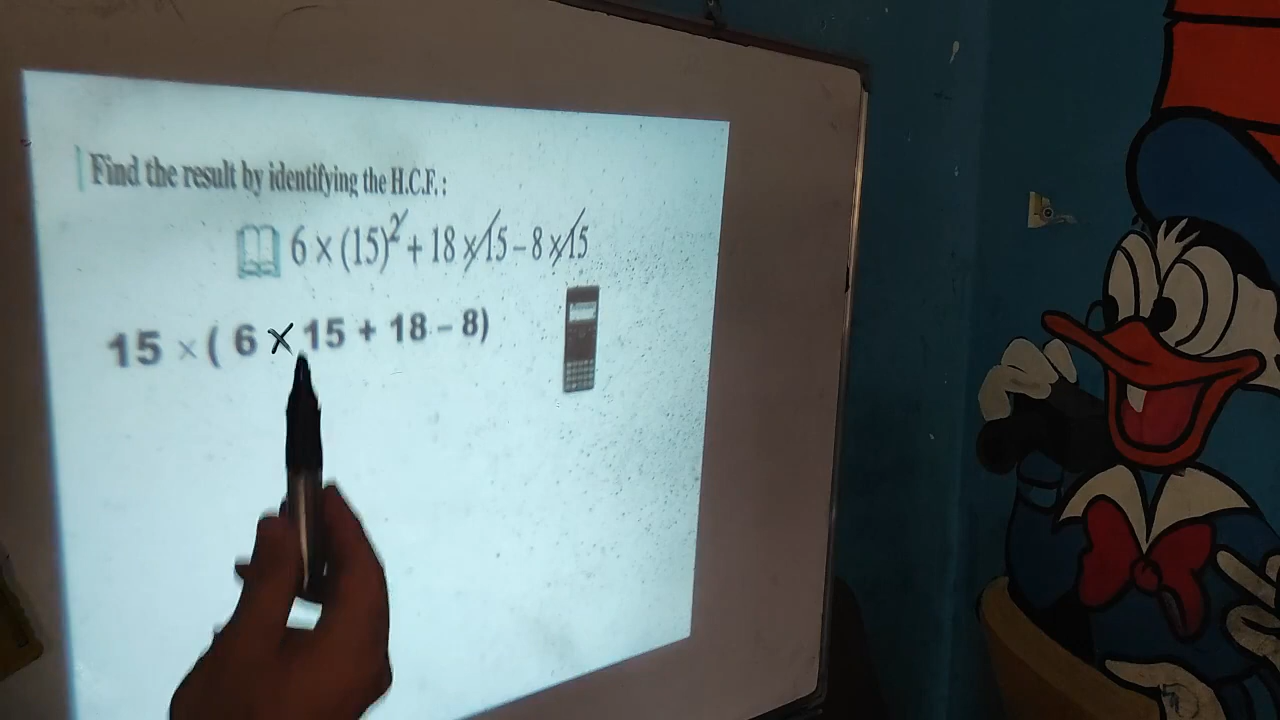 Find the result by identifying the H.C.F. :
6 × (15)² + 18 × 15 – 8 × 15
15 × ( 6 × 15 + 18 – 8)